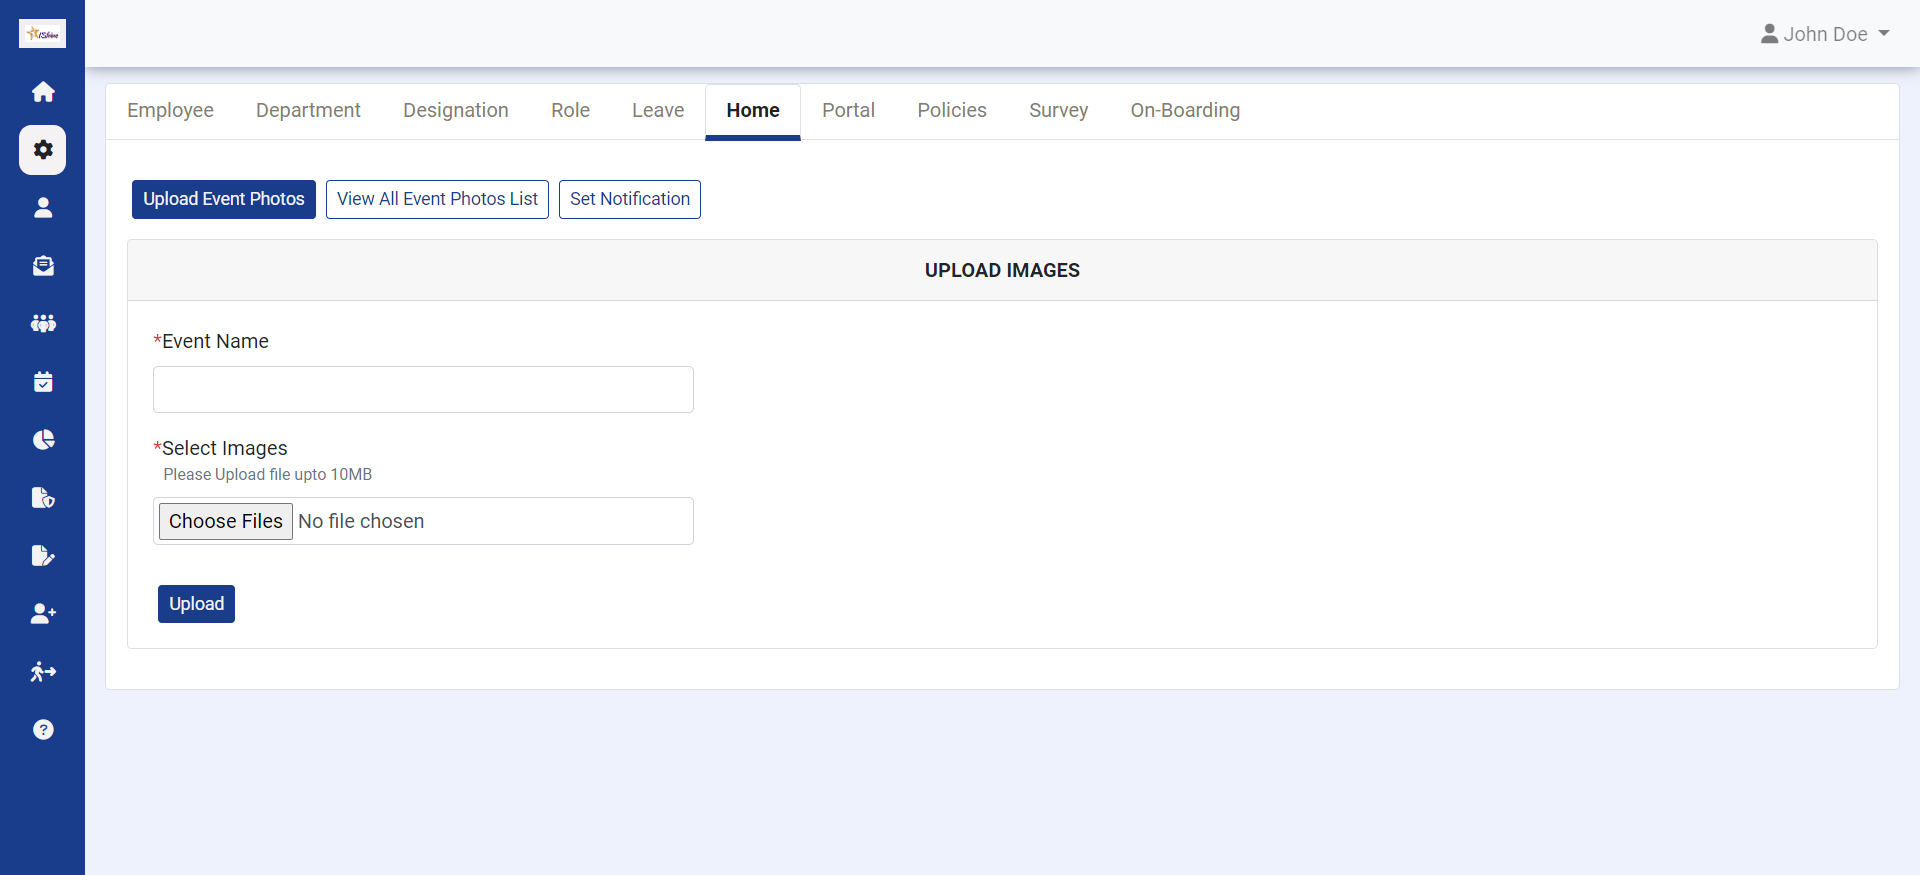 iShine
John Doe
Employee Department Designation Role Leave Home Portal Policies Survey On-Boarding
Upload Event Photos View All Event Photos List Set Notification
UPLOAD IMAGES
*Event Name
*Select Images
Please Upload file upto 10MB
Choose Files No file chosen
Upload